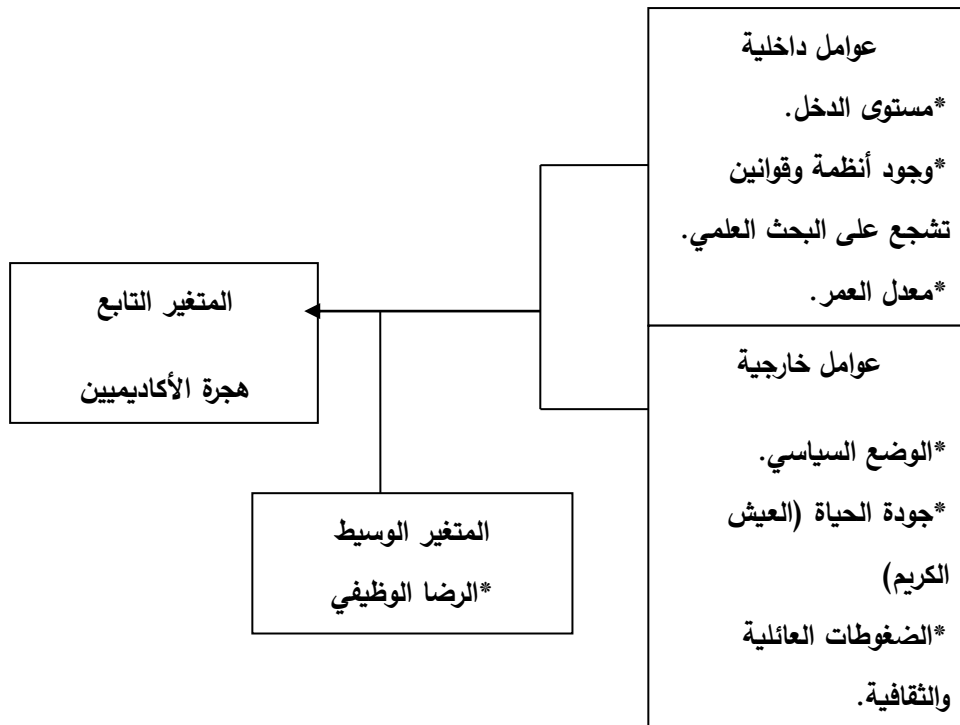 عوامل داخلية
*مستوى الدخل.
*وجود أنظمة وقوانين
تشجع على البحث العلمي.
*معدل العمر.
عوامل خارجية
*الوضع السياسي.
*جودة الحياة (العيش
الكريم)
*الضغوطات العائلية
والثقافية.
المتغير التابع
هجرة الأكاديميين
المتغير الوسيط
*الرضا الوظيفي